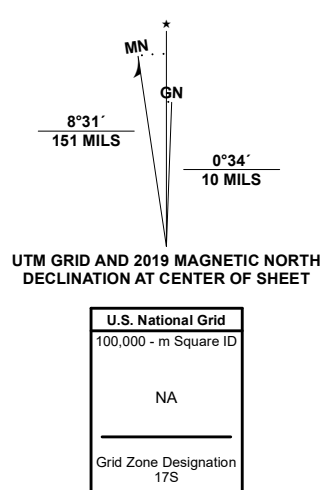 ★
MN
GN
8°31´
151 MILS
0°34´
10 MILS
UTM GRID AND 2019 MAGNETIC NORTH
DECLINATION AT CENTER OF SHEET
U.S. National Grid
100,000 - m Square ID
NA
Grid Zone Designation
17S